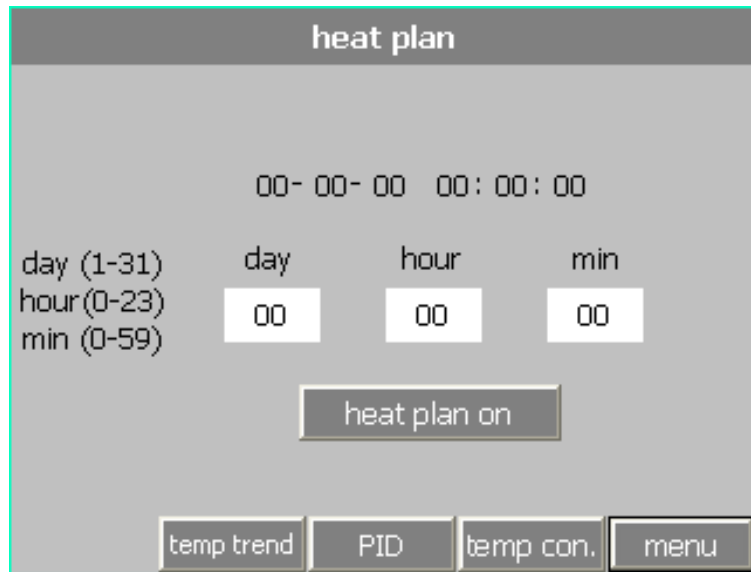 heat plan
00- 00- 00 00: 00: 00
day (1-31)
hour(0-23)
min (0-59)
day hour min
00 00 00
heat plan on
temp trend PID temp con. menu